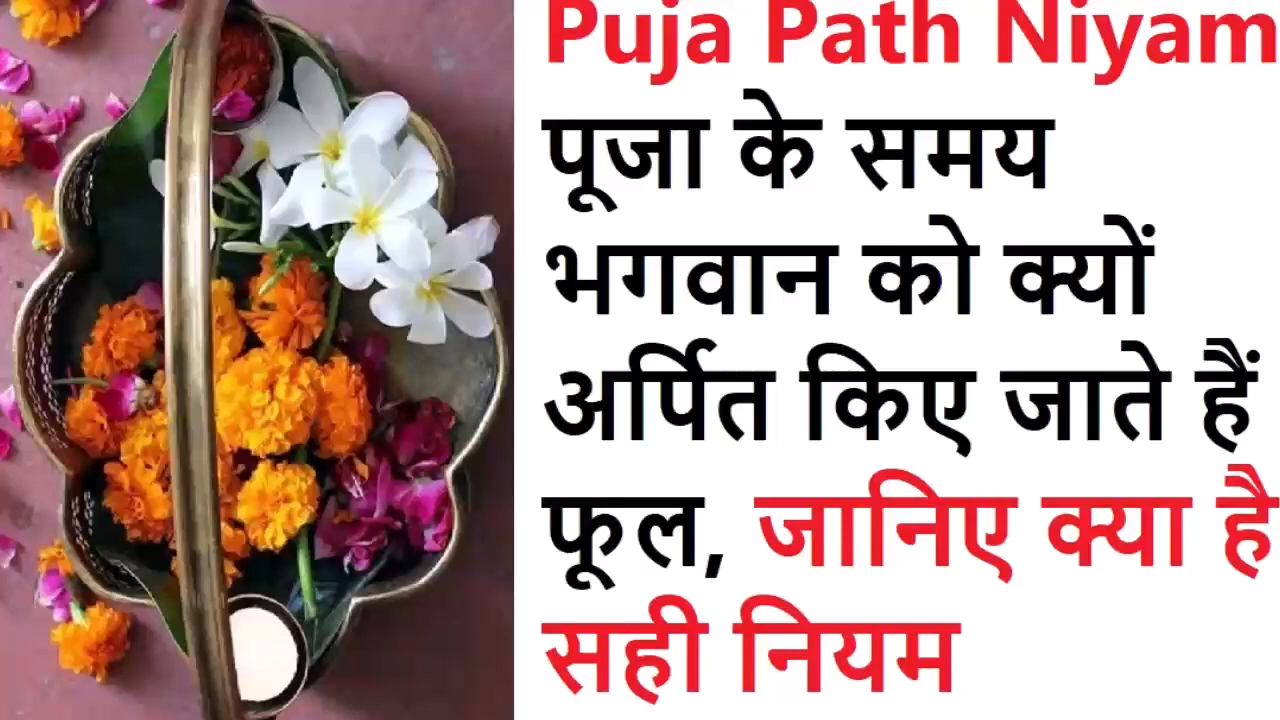 Puja Path Niyam
पूजा के समय
भगवान को क्यों
अर्पित किए जाते हैं
फूल, जानिए क्या है
सही नियम